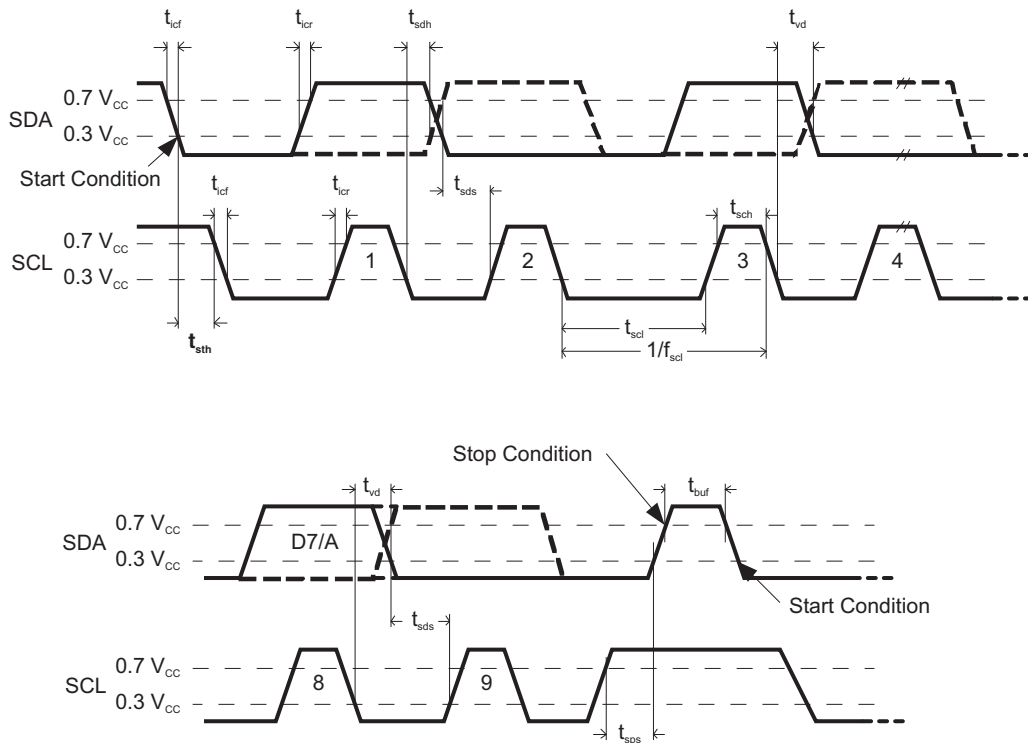 t_icf t_icr t_sdh t_vd
0.7 V_CC
SDA
0.3 V_CC
Start Condition
t_icf t_icr t_sds t_sch
0.7 V_CC
SCL
0.3 V_CC
1 2 3 4
t_sth
t_scl
1/f_scl
Stop Condition
t_vd t_buf
0.7 V_CC
SDA
D7/A
0.3 V_CC
Start Condition
t_sds
0.7 V_CC
SCL
0.3 V_CC
8 9
t_sps